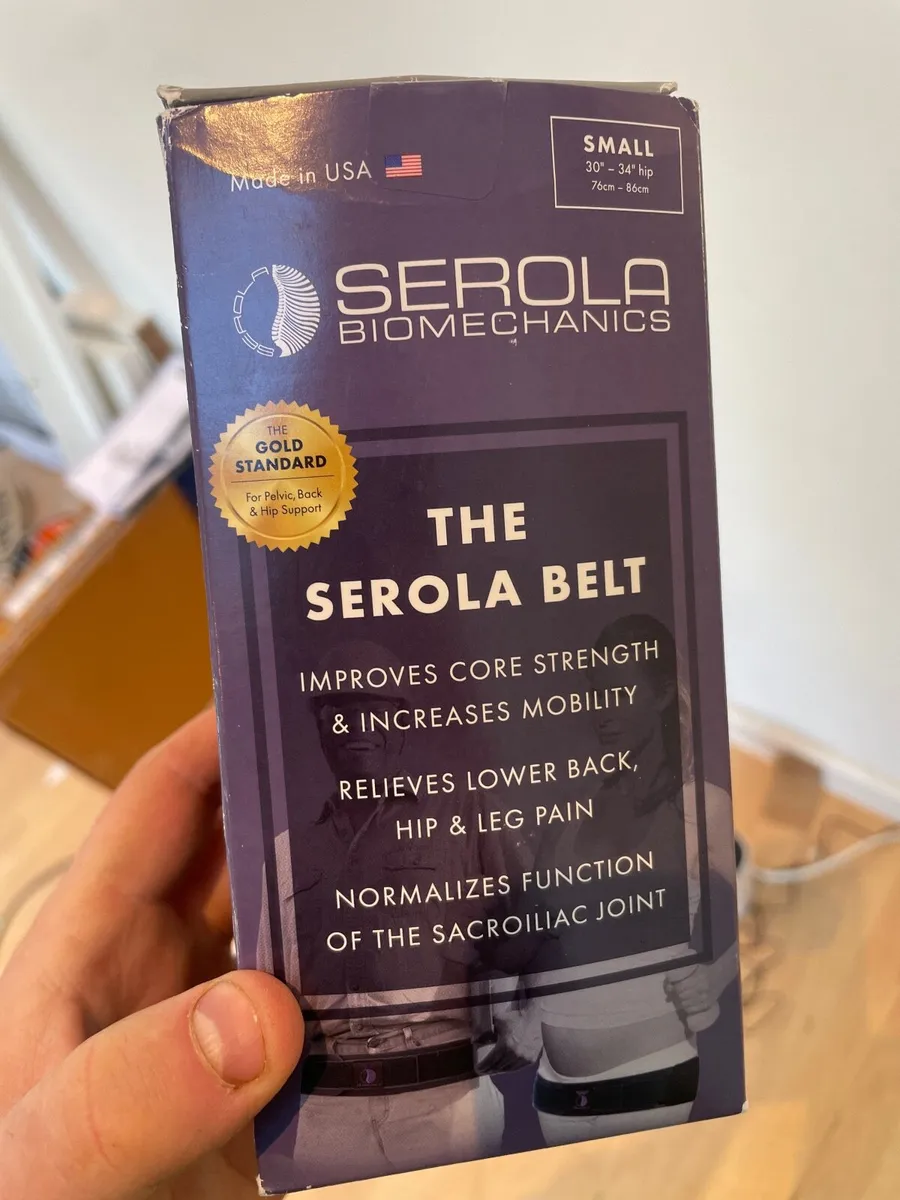 Made in USA
SMALL
30" – 34" hip
76cm – 86cm
SEROLA
SEROLA
BIOMECHANICS
THE
GOLD
STANDARD
For Pelvic, Back
& Hip Support
THE
SEROLA BELT
IMPROVES CORE STRENGTH
& INCREASES MOBILITY
RELIEVES LOWER BACK,
HIP & LEG PAIN
NORMALIZES FUNCTION
OF THE SACROILIAC JOINT